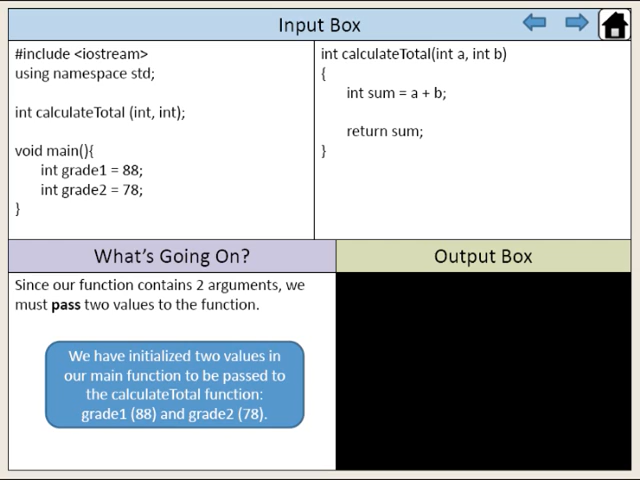 Input Box
#include <iostream>
using namespace std;
int calculateTotal (int, int);
void main(){
int grade1 = 88;
int grade2 = 78;
}
int calculateTotal(int a, int b)
{
int sum = a + b;
return sum;
}
What's Going On?
Since our function contains 2 arguments, we
must pass two values to the function.
We have initialized two values in
our main function to be passed to
the calculateTotal function:
grade1 (88) and grade2 (78).
Output Box